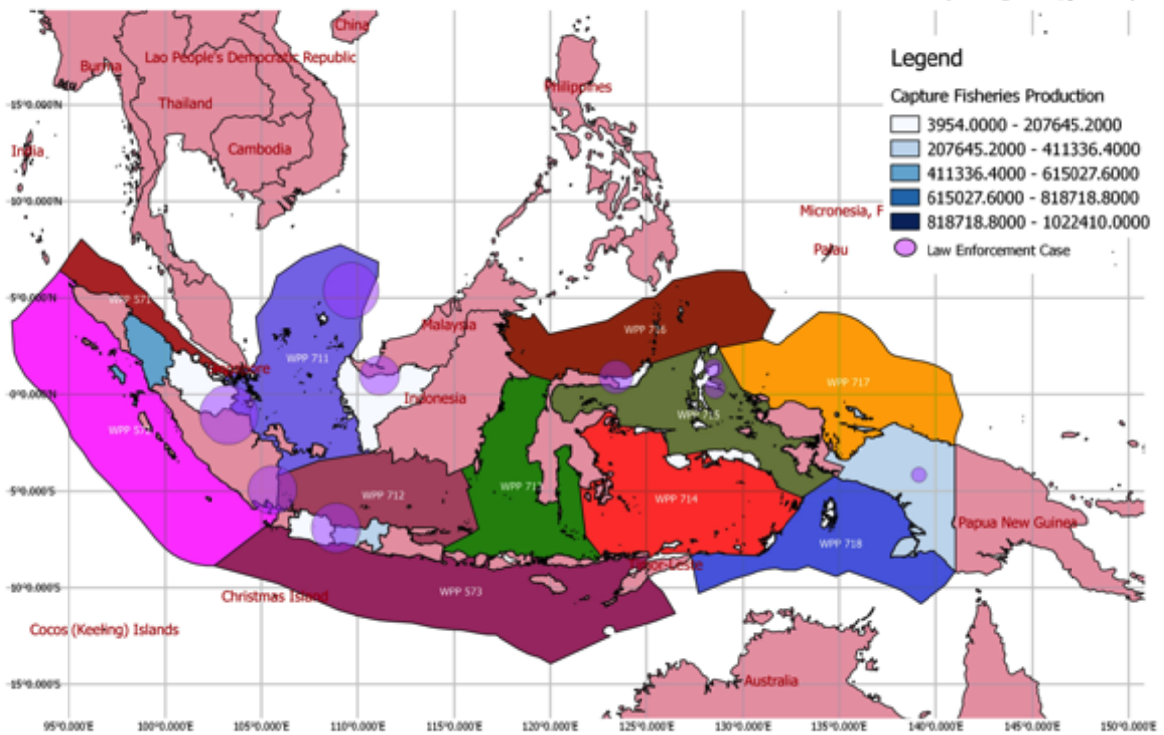 China
Lao People's Democratic Republic
Burma
Philippines
Thailand
India
Cambodia
Legend
Capture Fisheries Production
3954.0000 - 207645.2000
207645.2000 - 411336.4000
411336.4000 - 615027.6000
615027.6000 - 818718.8000
818718.8000 - 1022410.0000
Law Enforcement Case
Micronesia, F
Palau
WPP 571
Malaysia
WPP 716
WPP 711
WPP 717
Indonesia
WPP 715
WPP 572
WPP 712
WPP 714
WPP 718
Papua New Guinea
Timor-Leste
WPP 573
Christmas Island
Cocos (Keeling) Islands
Australia
15°0.000'N
10°0.000'N
5°0.000'N
0°0.000'N
5°0.000'S
10°0.000'S
15°0.000'S
95°0.000'E
100°0.000'E
105°0.000'E
110°0.000'E
115°0.000'E
120°0.000'E
125°0.000'E
130°0.000'E
135°0.000'E
140°0.000'E
145°0.000'E
150°0.000'E